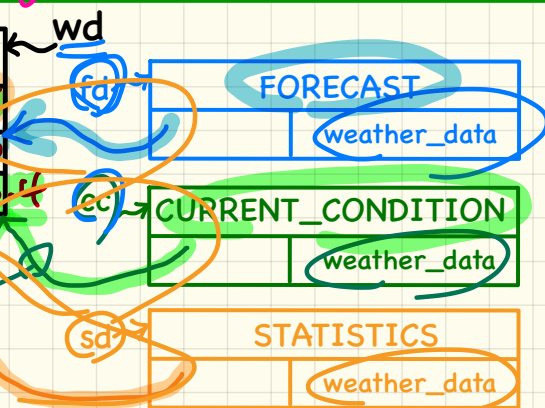 wd
fd
FORECAST
weather_data
cc
CURRENT_CONDITION
weather_data
sd
STATISTICS
weather_data